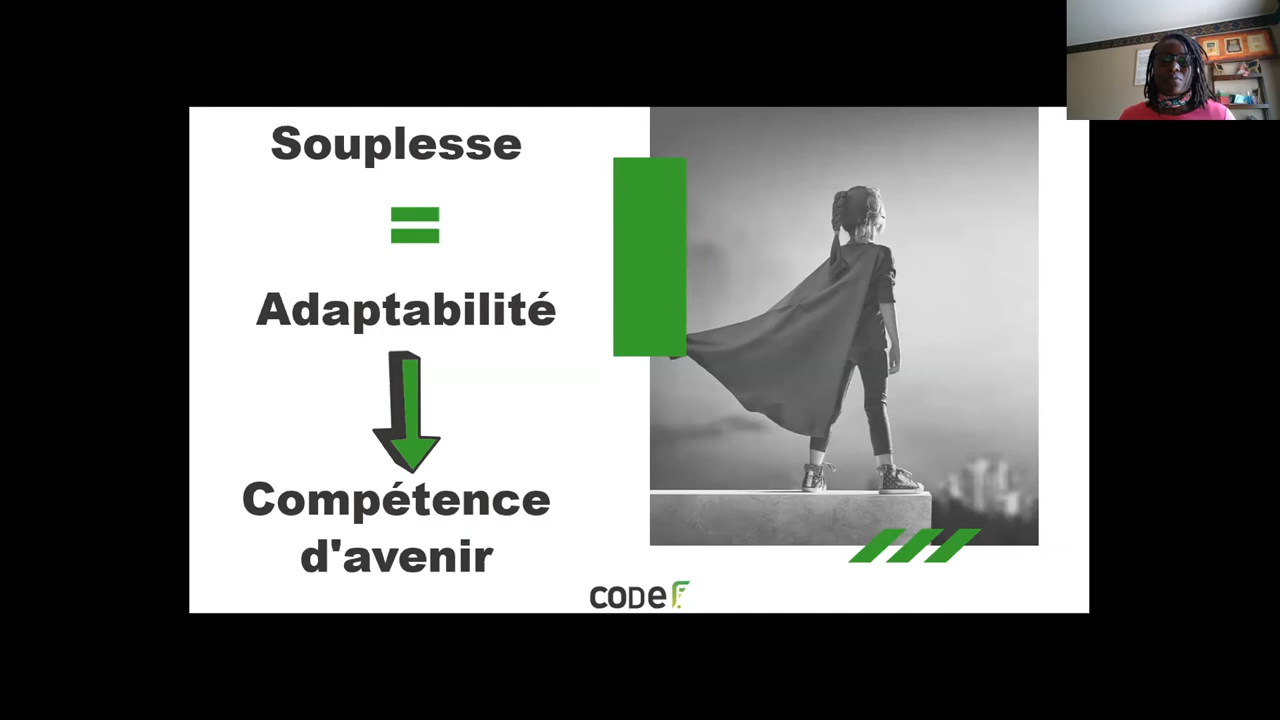 Souplesse
=
Adaptabilité
Compétence
d'avenir
CODE F